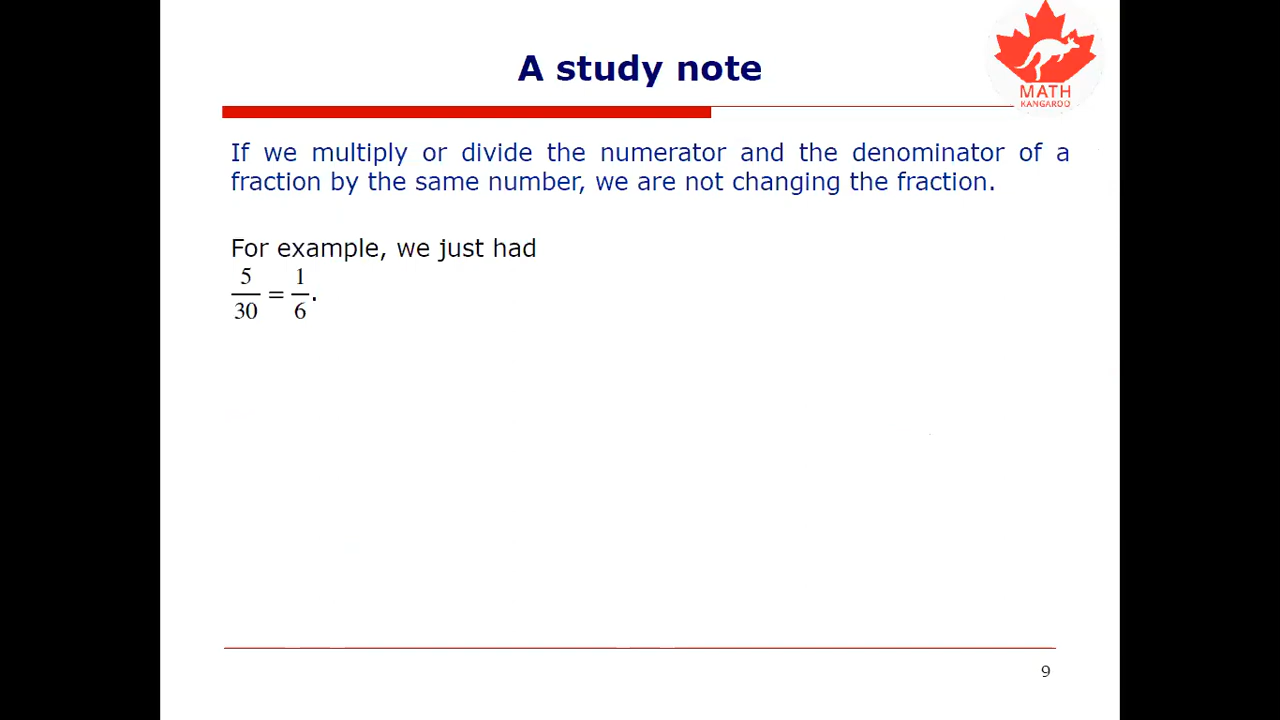 A study note
MATH
KANGAROO
If we multiply or divide the numerator and the denominator of a
fraction by the same number, we are not changing the fraction.
For example, we just had
5/30 = 1/6.
9